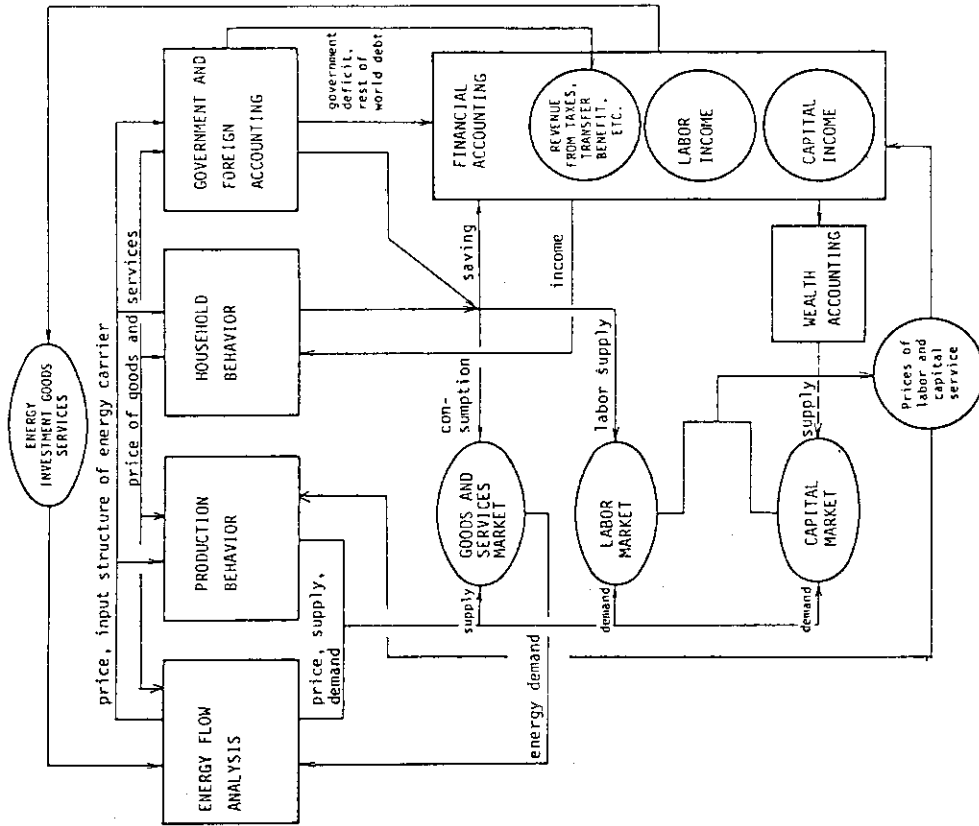 ENERGY
INVESTMENT GOODS
SERVICES
price, input structure of energy carrier
price of goods and services
ENERGY FLOW
ANALYSIS
PRODUCTION
BEHAVIOR
HOUSEHOLD
BEHAVIOR
GOVERNMENT AND
FOREIGN
ACCOUNTING
price, supply,
demand
government
deficit,
rest of
world debt
energy demand
supply
GOODS AND
SERVICES
MARKET
con-
sumption
saving
income
FINANCIAL
ACCOUNTING
REVENUE
FROM TAXES,
TRANSFER
BENEFIT,
ETC.
LABOR
INCOME
CAPITAL
INCOME
demand
LABOR
MARKET
labor supply
demand
CAPITAL
MARKET
supply
WEALTH
ACCOUNTING
Prices of
labor and
capital
service